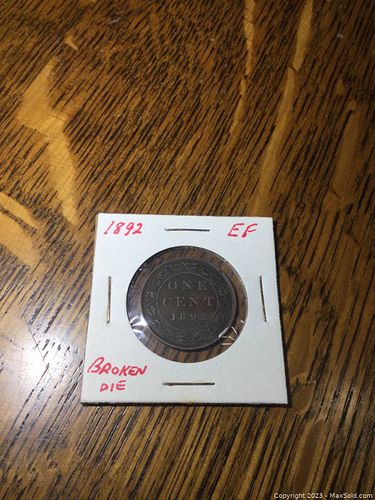 1892 EF
ONE
CENT
1892
BROKEN
DIE
Copyright 2023 - MaxSold.com